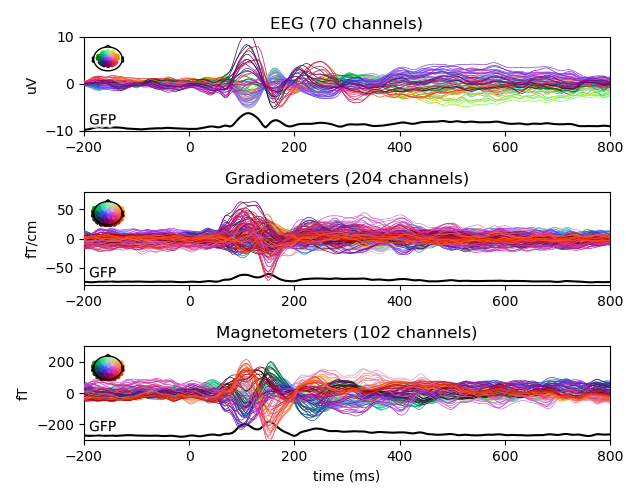 EEG (70 channels)
10
0
−10
uV
GFP
−200 0 200 400 600 800
Gradiometers (204 channels)
50
0
−50
fT/cm
GFP
−200 0 200 400 600 800
Magnetometers (102 channels)
200
0
−200
fT
GFP
−200 0 200 400 600 800
time (ms)